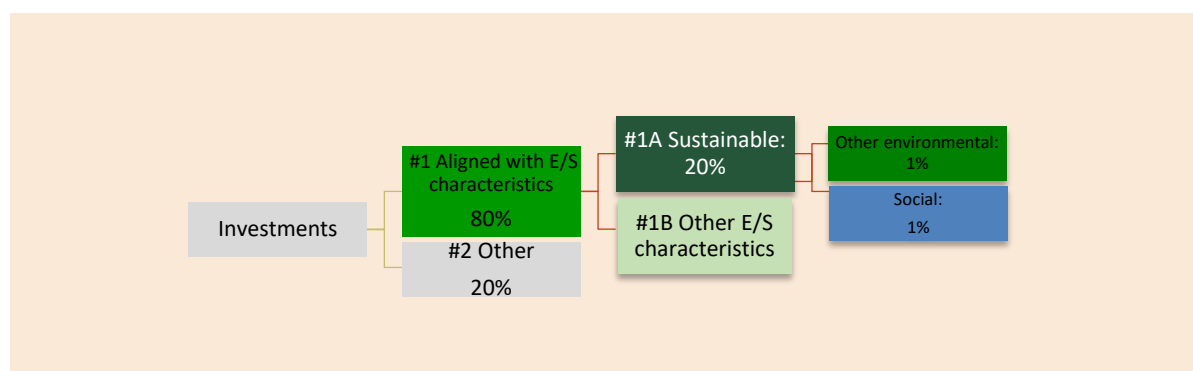 Investments
#1 Aligned with E/S
characteristics
80%
#2 Other
20%
#1A Sustainable:
20%
#1B Other E/S
characteristics
Other environmental:
1%
Social:
1%